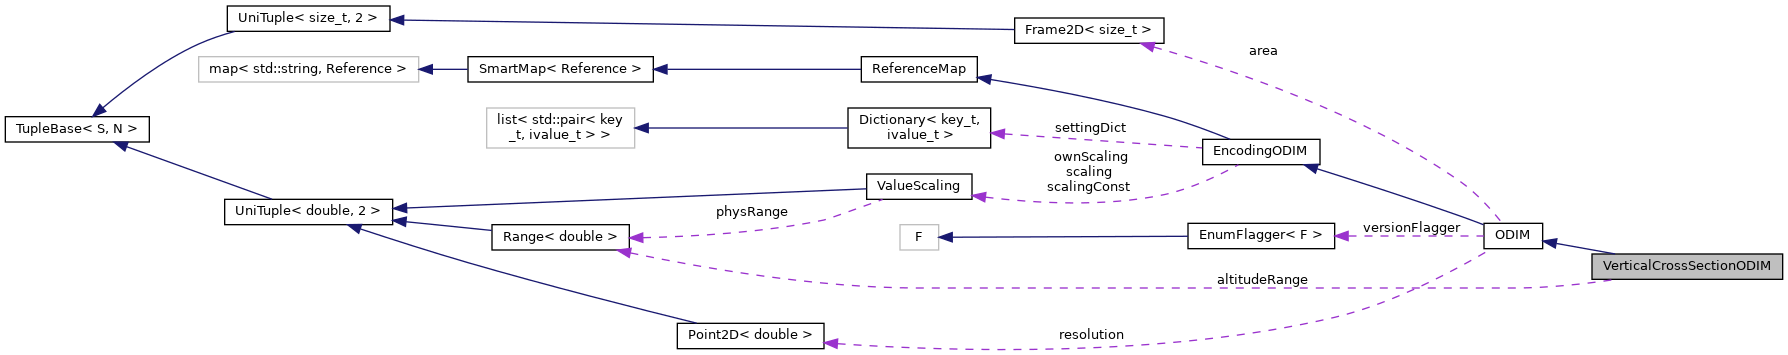 UniTuple< size_t, 2 >
Frame2D< size_t >
area
map< std::string, Reference >
SmartMap< Reference >
ReferenceMap
TupleBase< S, N >
list< std::pair< key
_t, ivalue_t > >
Dictionary< key_t,
ivalue_t >
settingDict
EncodingODIM
ownScaling
scaling
scalingConst
ValueScaling
UniTuple< double, 2 >
physRange
Range< double >
F
EnumFlagger< F >
versionFlagger
ODIM
VerticalCrossSectionODIM
altitudeRange
Point2D< double >
resolution